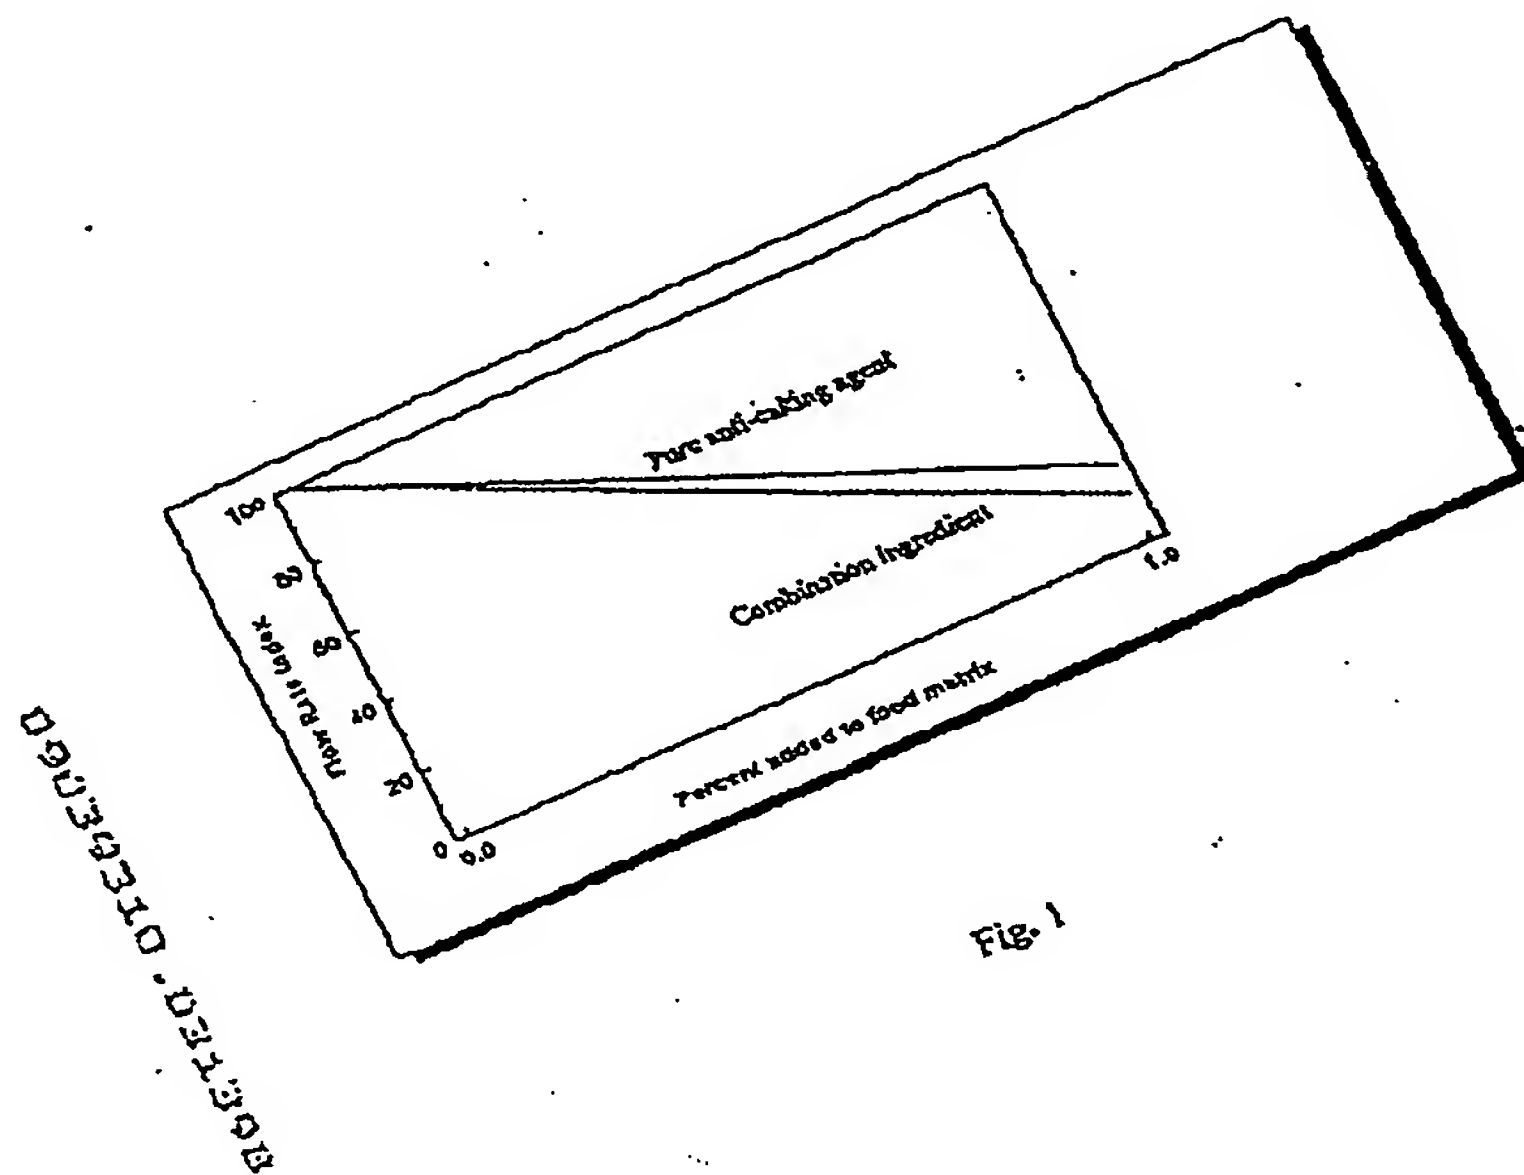 100
80
60
40
20
0
Flow Rate Index
Pure anti-caking agent
Combination Ingredient
0.0
1.0
Percent added to food matrix
Fig. 1